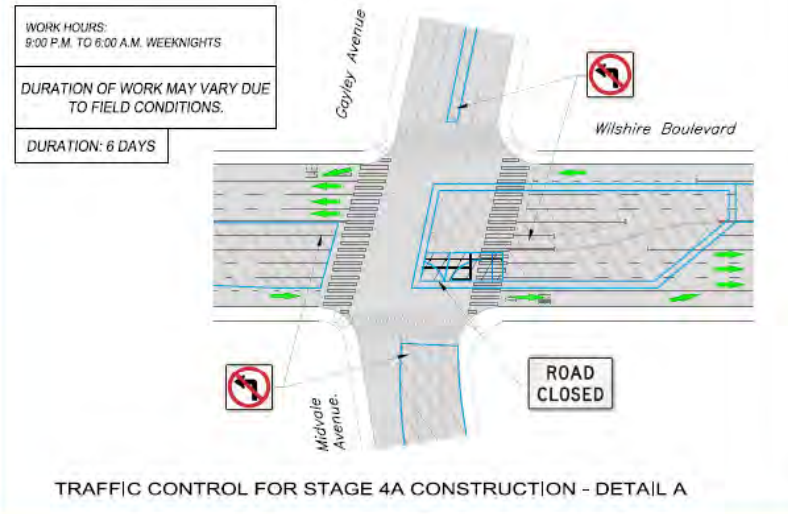 WORK HOURS:
9:00 P.M. TO 6:00 A.M. WEEKNIGHTS
DURATION OF WORK MAY VARY DUE
TO FIELD CONDITIONS.
DURATION: 6 DAYS
Gayley Avenue
Wilshire Boulevard
Midvale
Avenue.
ROAD
CLOSED
TRAFFIC CONTROL FOR STAGE 4A CONSTRUCTION - DETAIL A